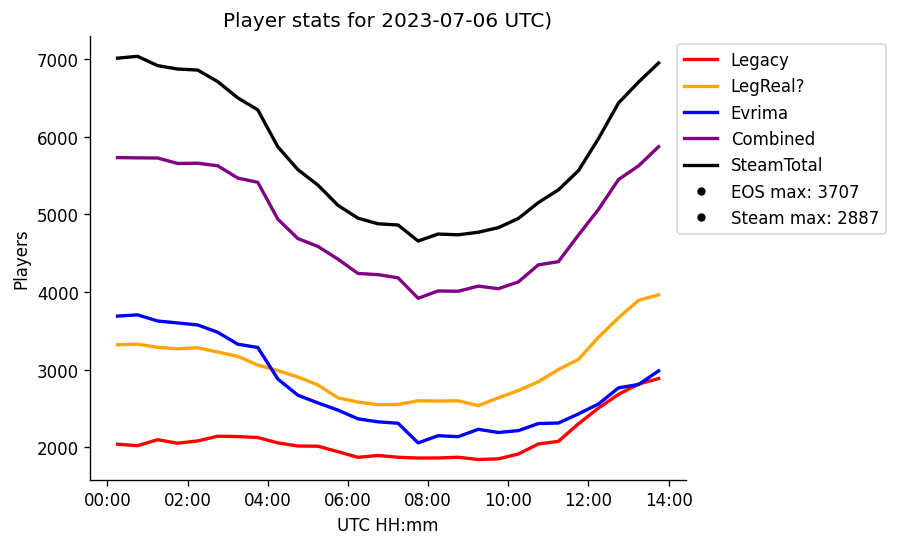 Player stats for 2023-07-06 UTC)
7000
6000
5000
4000
3000
2000
Players
00:00 02:00 04:00 06:00 08:00 10:00 12:00 14:00
UTC HH:mm
Legacy
LegReal?
Evrima
Combined
SteamTotal
EOS max: 3707
Steam max: 2887